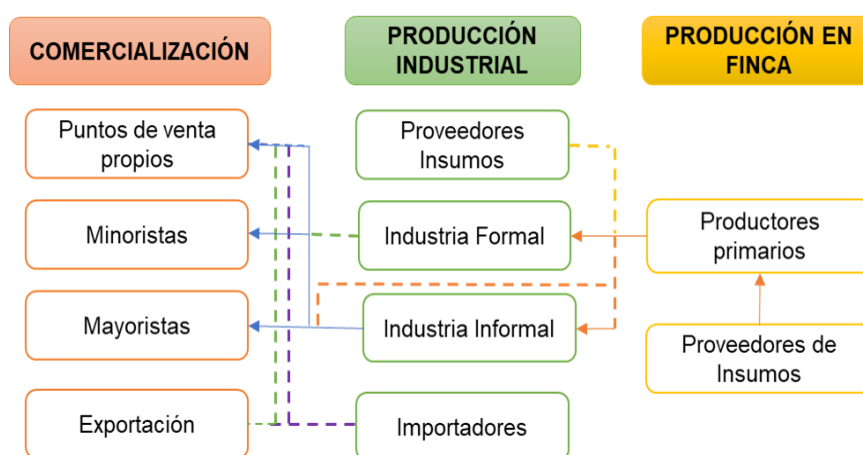 COMERCIALIZACIÓN
PRODUCCIÓN
INDUSTRIAL
PRODUCCIÓN EN
FINCA
Puntos de venta
propios
Proveedores
Insumos
Minoristas
Industria Formal
Productores
primarios
Mayoristas
Industria Informal
Proveedores de
Insumos
Exportación
Importadores